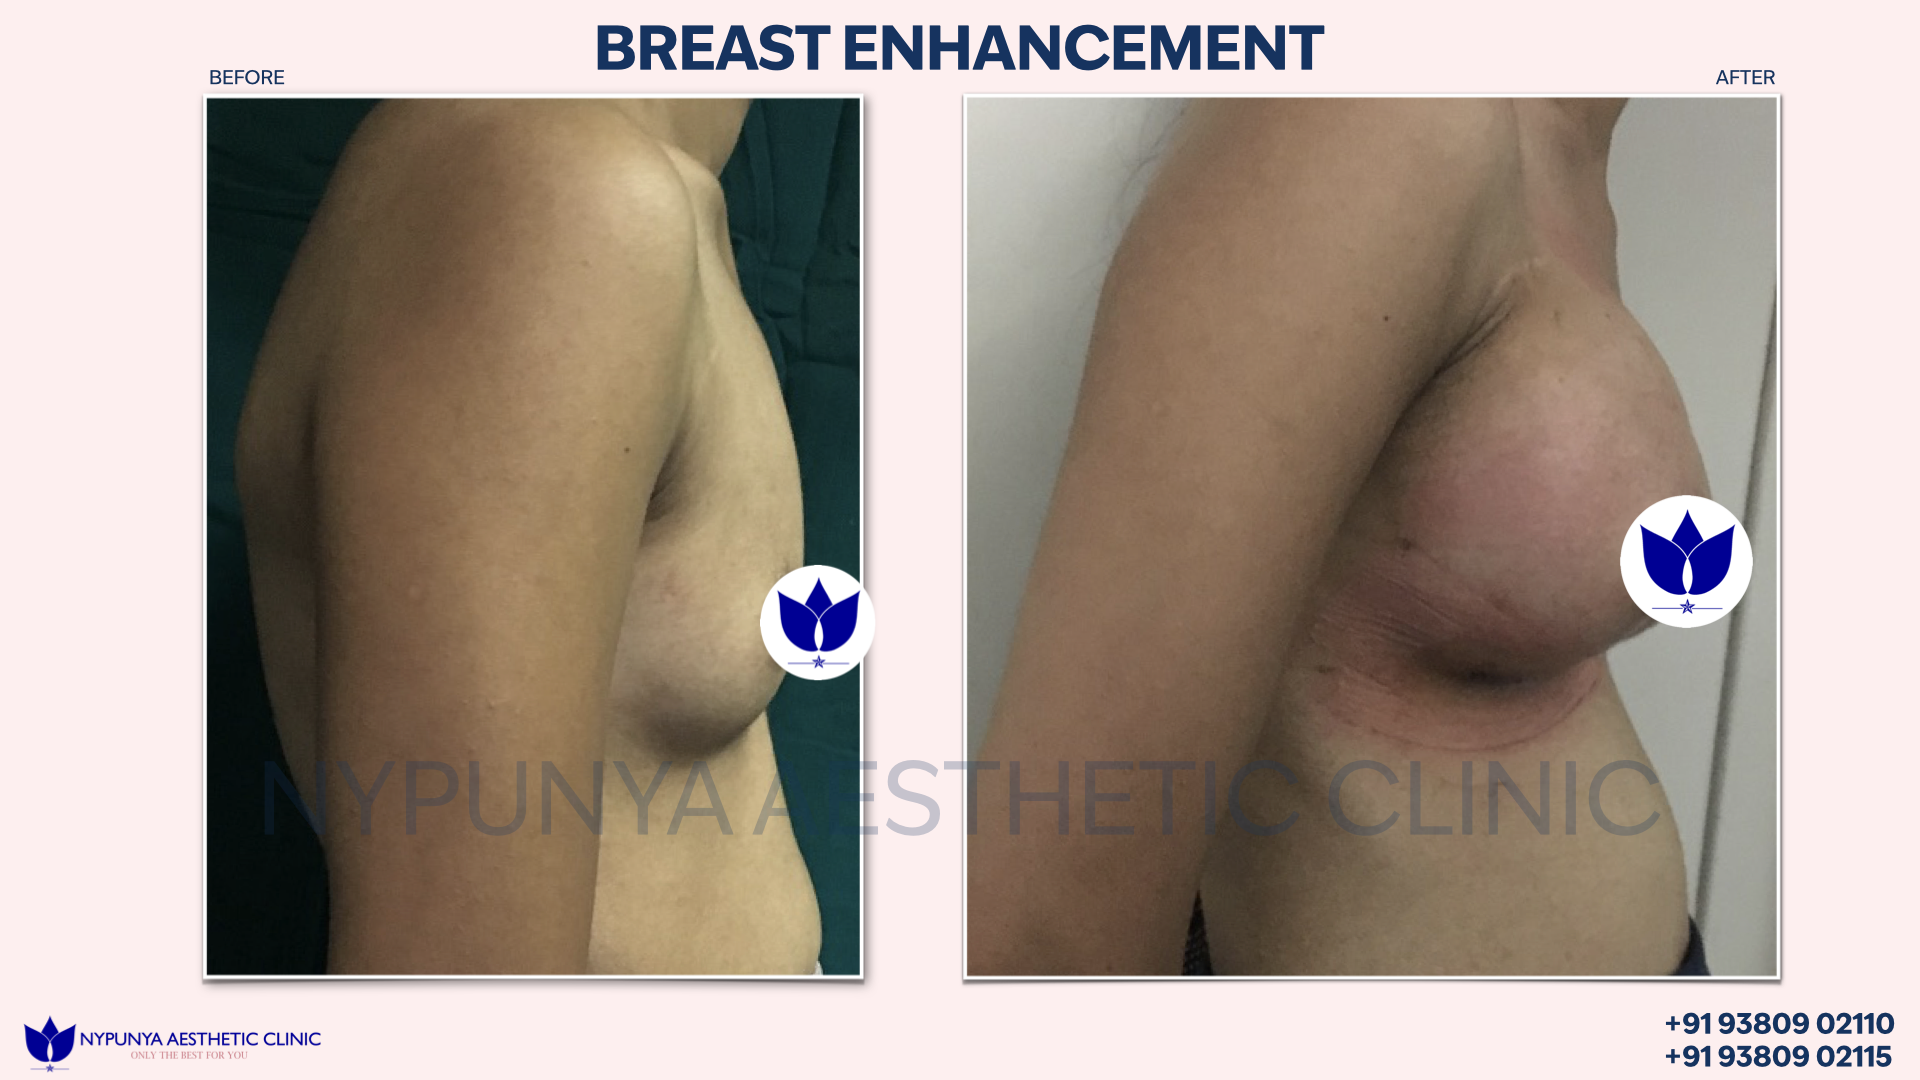 BREAST ENHANCEMENT
BEFORE
AFTER
NYPUNYA AESTHETIC CLINIC
NYPUNYA AESTHETIC CLINIC
ONLY THE BEST FOR YOU
+91 93809 02110
+91 93809 02115